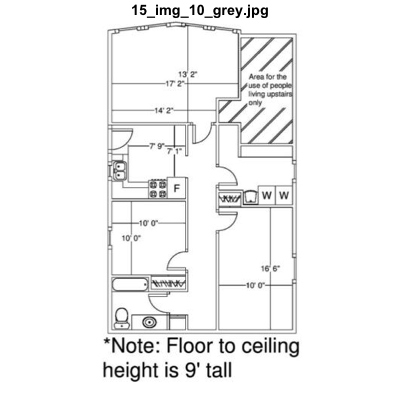 15_img_10_grey.jpg
13' 2"
17' 2"
14' 2"
Area for the
use of people
living upstairs
only
7' 9"
7' 1"
F
W W
10' 0"
10' 0"
16' 6"
10' 0"
*Note: Floor to ceiling
height is 9' tall